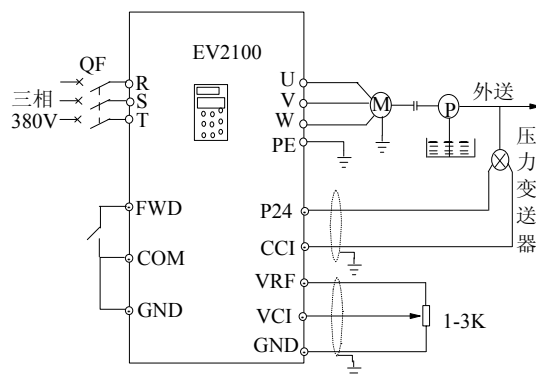 EV2100
QF
三相
380V
R
S
T
FWD
COM
GND
U
V
W
PE
P24
CCI
VRF
VCI
GND
M
P
外送
压力变送器
1-3K